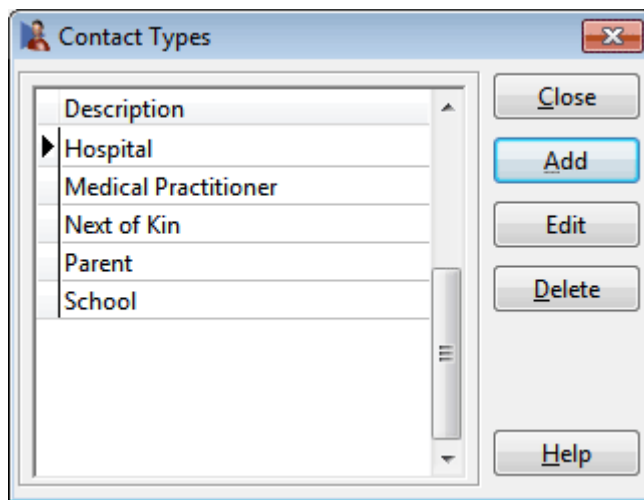 Contact Types
Description
Hospital
Medical Practitioner
Next of Kin
Parent
School
Close
Add
Edit
Delete
Help